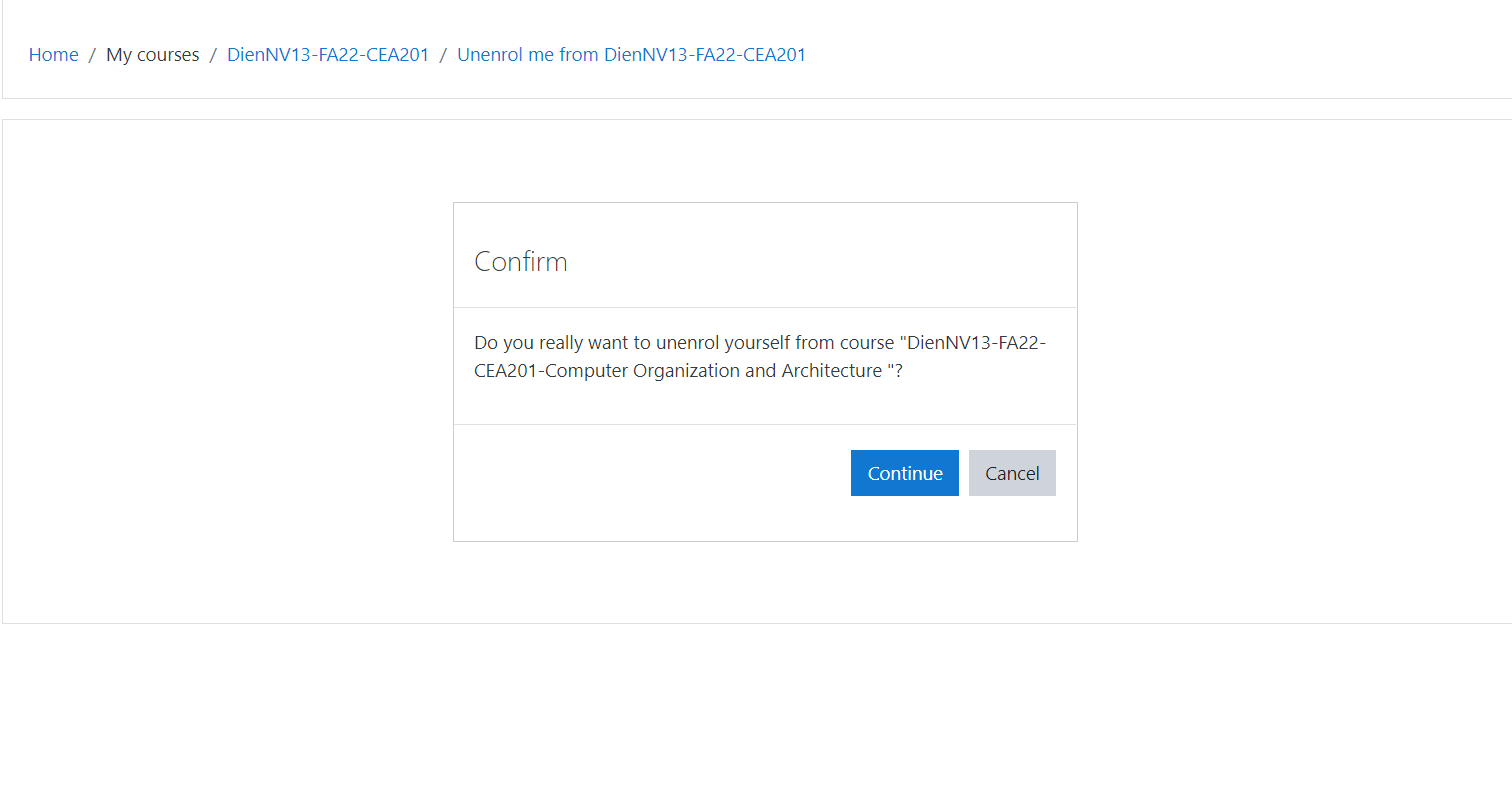 Home / My courses / DienNV13-FA22-CEA201 / Unenrol me from DienNV13-FA22-CEA201
Confirm
Do you really want to unenrol yourself from course "DienNV13-FA22-
CEA201-Computer Organization and Architecture "?
Continue Cancel